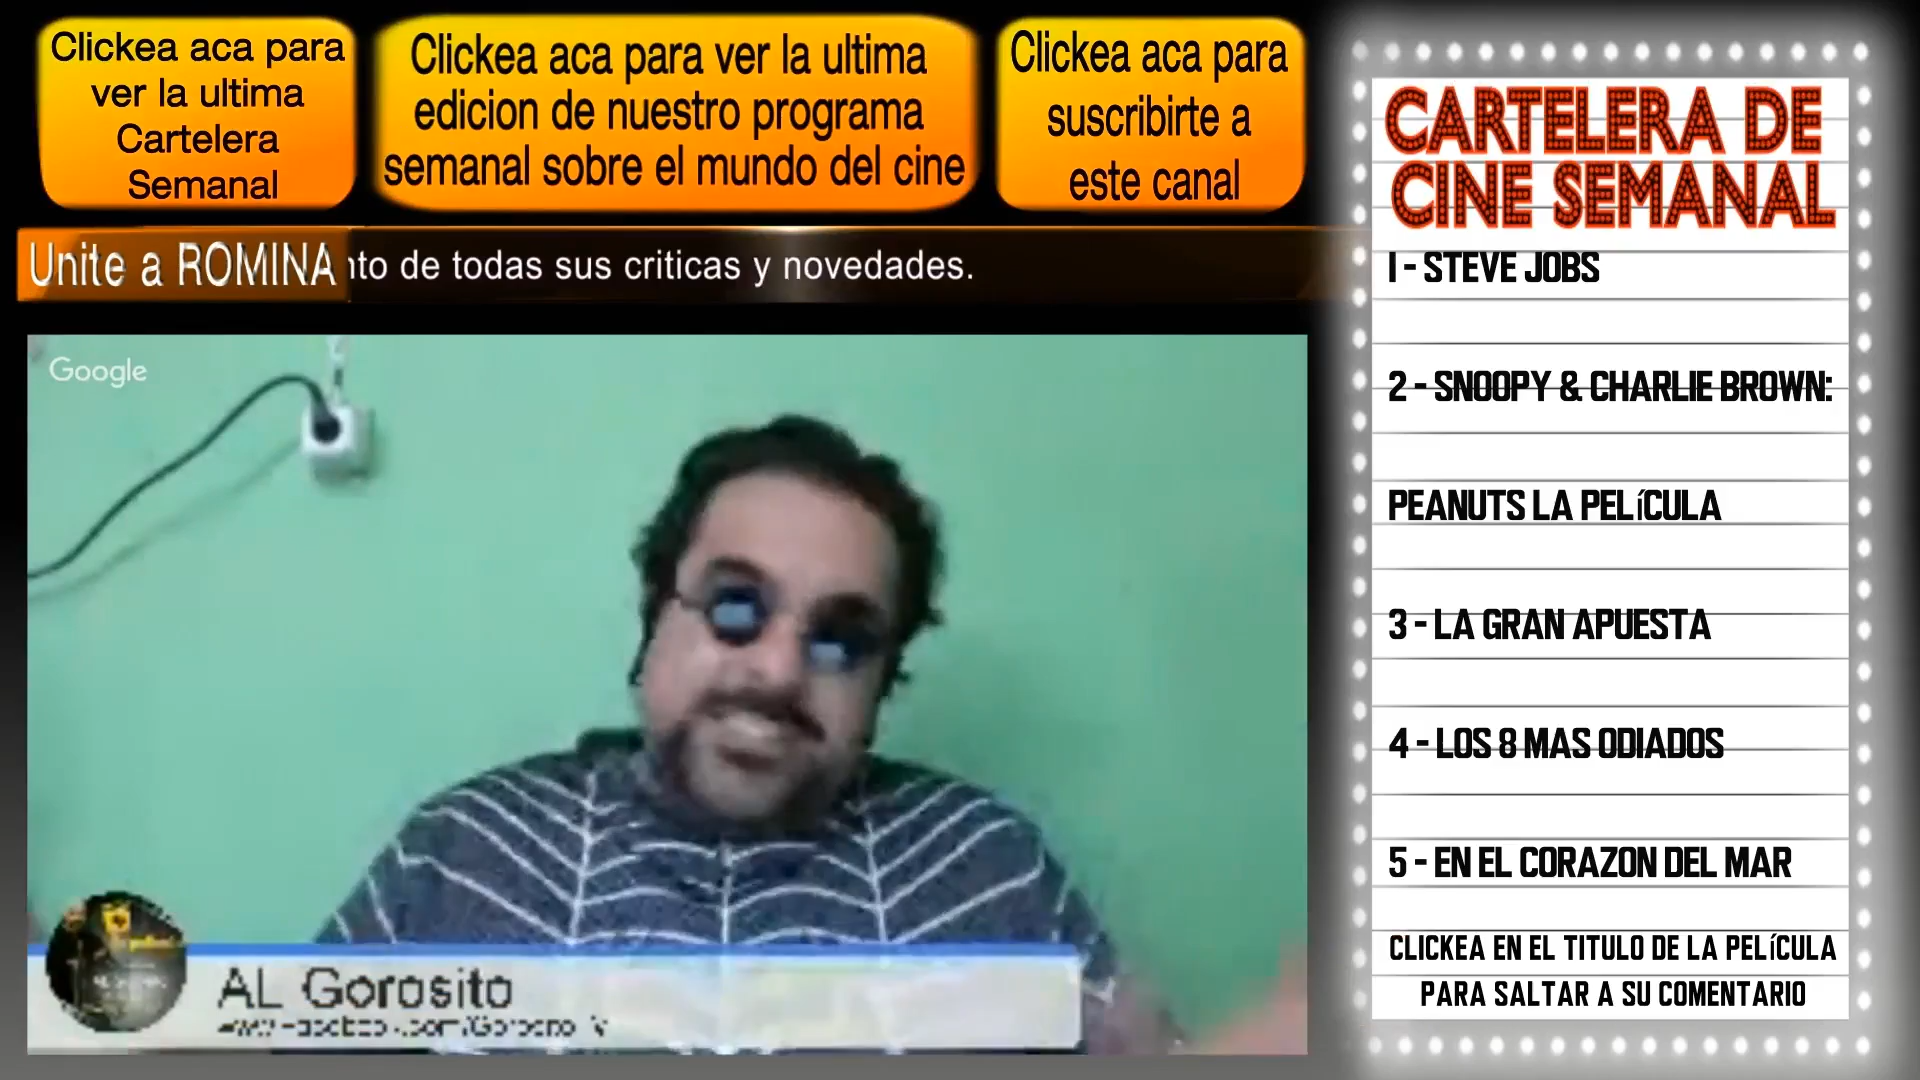 Clickea aca para
ver la ultima
Cartelera
Semanal
Clickea aca para ver la ultima
edicion de nuestro programa
semanal sobre el mundo del cine
Clickea aca para
suscribirte a
este canal
Unite a ROMINA
de todas sus criticas y novedades.
Google
AL Gorosito
CARTELERA DE
CINE SEMANAL
1 - STEVE JOBS
2 - SNOOPY & CHARLIE BROWN:
PEANUTS LA PELíCULA
3 - LA GRAN APUESTA
4 - LOS 8 MAS ODIADOS
5 - EN EL CORAZON DEL MAR
CLICKEA EN EL TITULO DE LA PELíCULA
PARA SALTAR A SU COMENTARIO